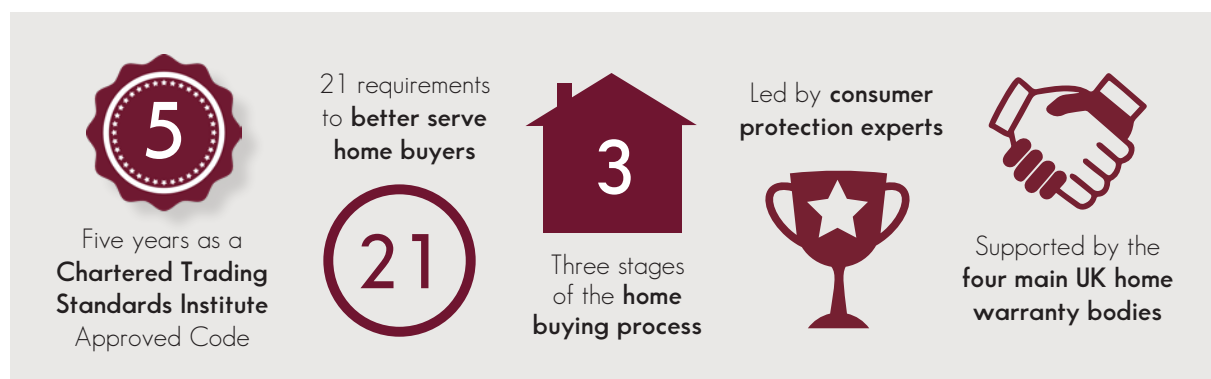 5
Five years as a
Chartered Trading
Standards Institute
Approved Code
21 requirements
to better serve
home buyers
21
3
Three stages
of the home
buying process
Led by consumer
protection experts
Supported by the
four main UK home
warranty bodies